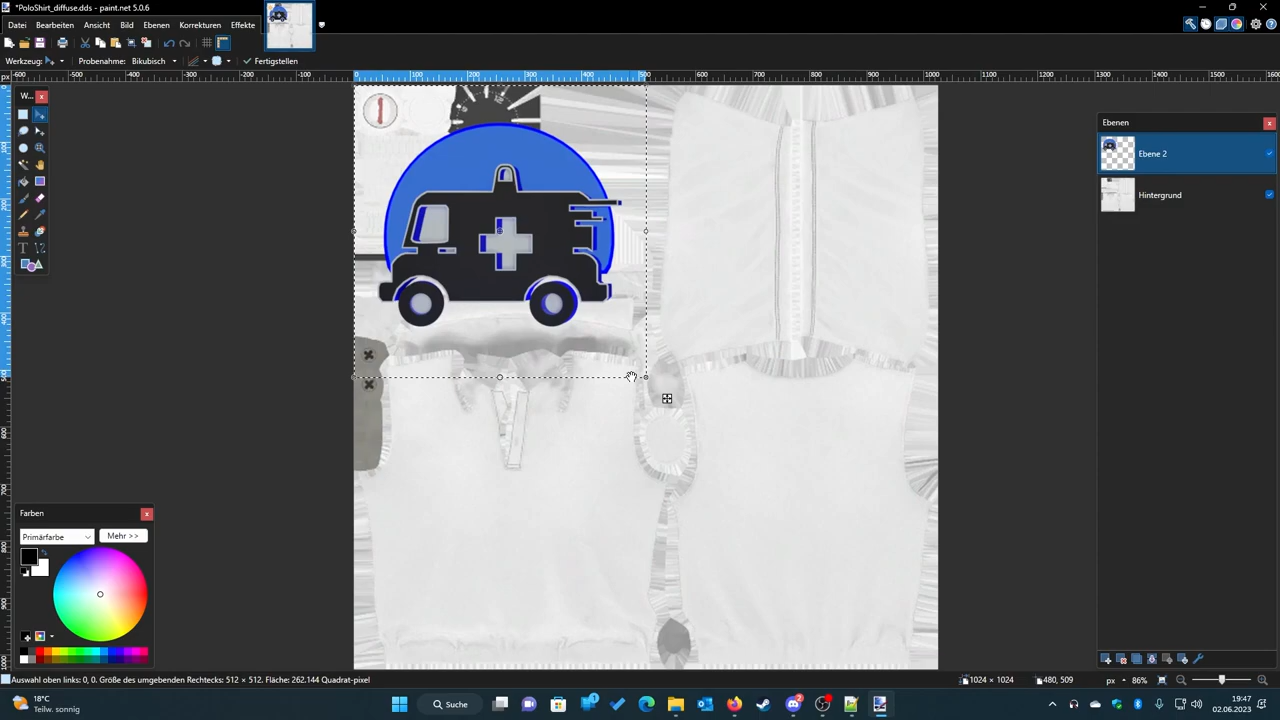 *PoloShirt_diffuse.dds - paint.net 5.0.6
Datei Bearbeiten Ansicht Bild Ebenen Korrekturen Effekte
Werkzeug: Probenahme: Bikubisch Fertigstellen
-600 -500 -400 -300 -200 -100 0 100 200 300 400 500 600 700 800 900 1000 1100 1200 1300 1400 1500 1600
W...
Ebenen
Ebene 2
Hintergrund
Farben
Primärfarbe Mehr >>
Auswahl oben links: 0, 0. Größe des umgebenden Rechtecks: 512 × 512. Fläche: 262.144 Quadrat-pixel 1024 × 1024 480, 509 px 86%
18°C
Teilw. sonnig
Suche
1
2
19:47
02.06.2023